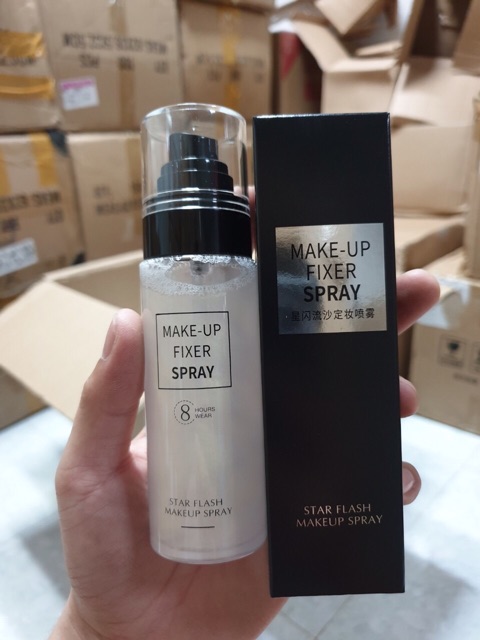 MAKE-UP
FIXER
SPRAY
8 HOURS
WEAR
STAR FLASH
MAKEUP SPRAY
MAKE-UP
FIXER
SPRAY
星闪流沙定妆喷雾
STAR FLASH
MAKEUP SPRAY